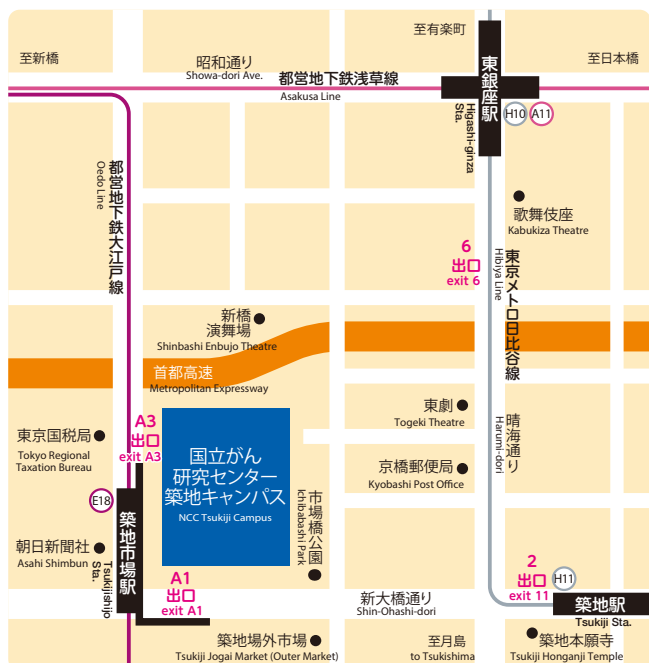 至有楽町
至新橋
昭和通り
Showa-dori Ave.
至日本橋
都営地下鉄浅草線
Asakusa Line
東銀座駅
Higashi-ginza
Sta.
H10
A11
都営地下鉄大江戸線
Oedo Line
歌舞伎座
Kabukiza Theatre
6
出口
exit 6
東京メトロ日比谷線
Hibiya Line
新橋
演舞場
Shinbashi Enbujo Theatre
首都高速
Metropolitan Expressway
東劇
Togeki Theatre
晴海通り
Harumi-dori
A3
出口
exit A3
東京国税局
Tokyo Regional
Taxation Bureau
国立がん
研究センター
築地キャンパス
NCC Tsukiji Campus
京橋郵便局
Kyobashi Post Office
市場橋公園
Ichibabashi Park
E18
築地市場駅
Tsukijishijo
Sta.
朝日新聞社
Asahi Shimbun
A1
出口
exit A1
2
出口
exit 11
H11
新大橋通り
Shin-Ohashi-dori
築地駅
Tsukiji Sta.
築地場外市場
Tsukiji Jogai Market (Outer Market)
至月島
to Tsukishima
築地本願寺
Tsukiji Honganji Temple